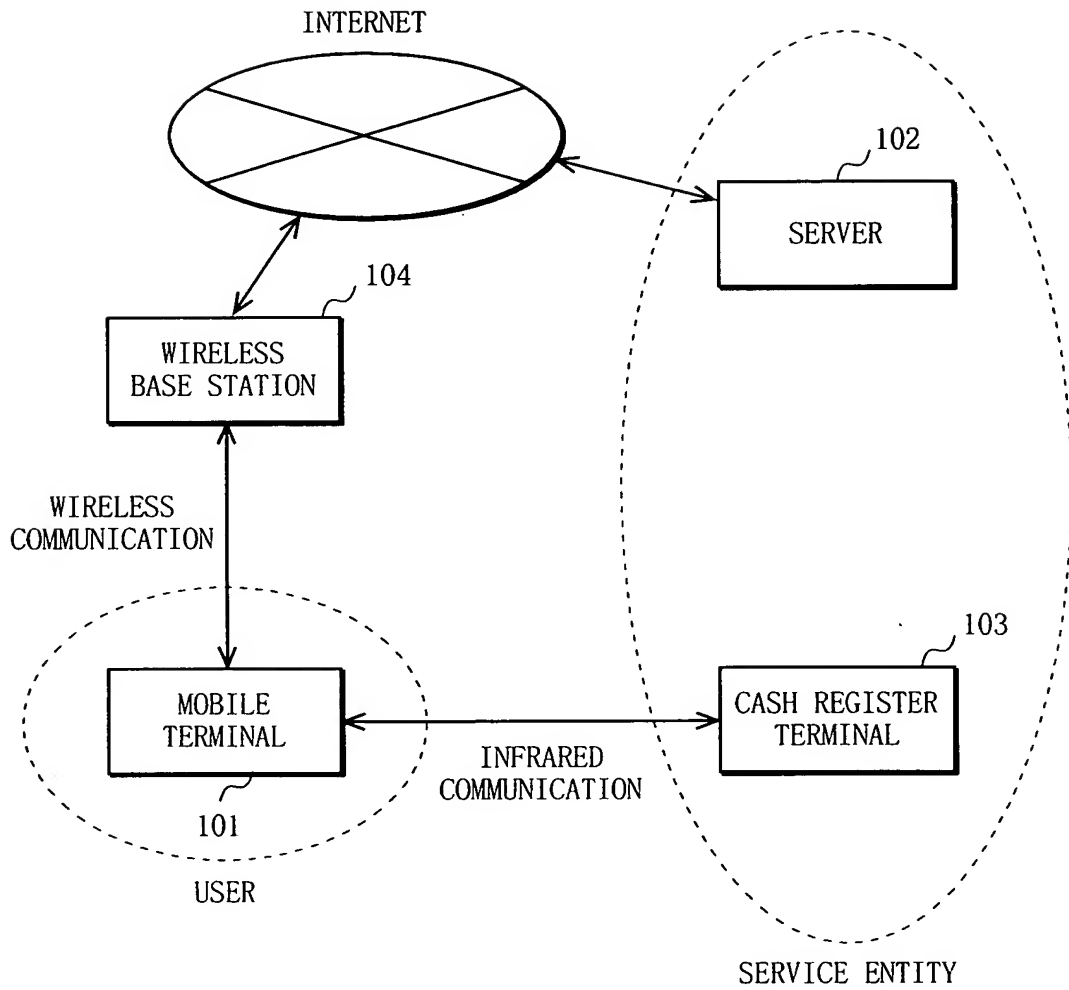 INTERNET
102
SERVER
104
WIRELESS
BASE STATION
WIRELESS
COMMUNICATION
103
MOBILE
TERMINAL
CASH REGISTER
TERMINAL
INFRARED
COMMUNICATION
101
USER
SERVICE ENTITY